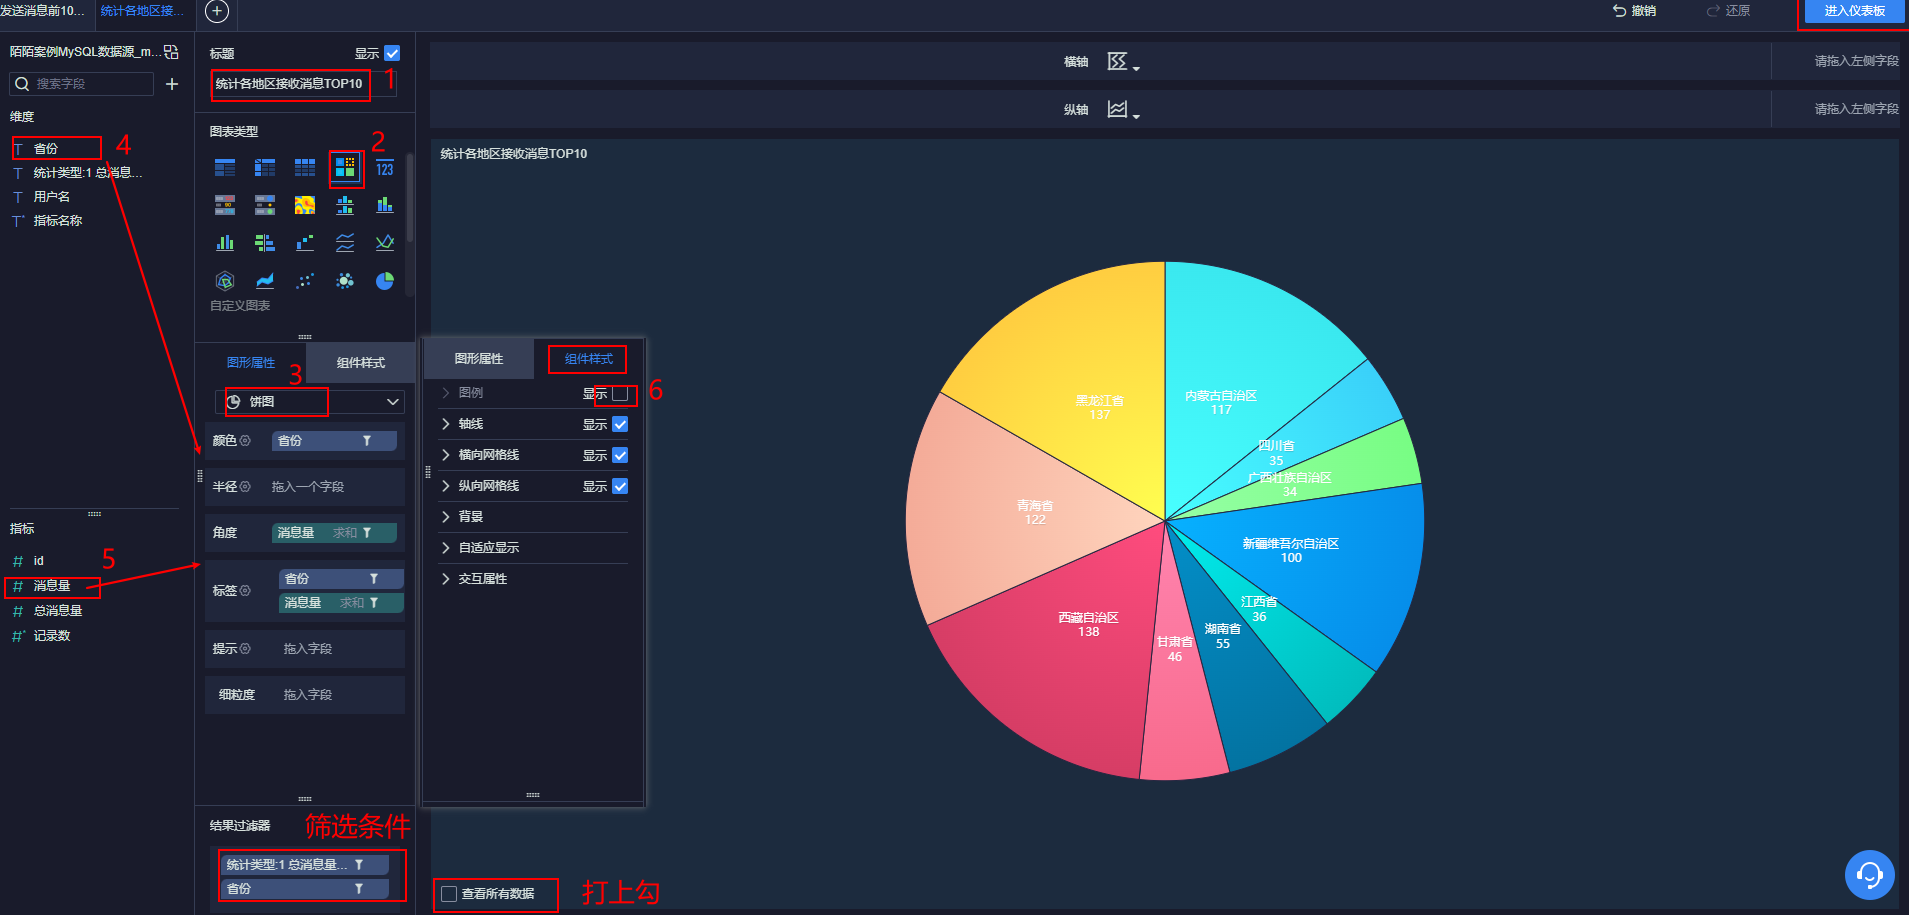 发送消息前10...
统计各地区接...
撤销
还原
进入仪表板
陌陌案例MySQL数据源_m...
搜索字段
维度
T 省份
4
T 统计类型:1 总消息...
T 用户名
T* 指标名称
指标
5
# id
# 消息量
# 总消息量
#* 记录数
标题
显示
统计各地区接收消息TOP10
1
图表类型
2
123
自定义图表
图形属性
组件样式
3
饼图
颜色
省份
半径
拖入一个字段
角度
消息量 求和
标签
省份
消息量 求和
提示
拖入字段
细粒度
拖入字段
结果过滤器
筛选条件
统计类型:1 总消息量...
省份
图形属性
组件样式
图例
显示
6
轴线
显示
横向网格线
显示
纵向网格线
显示
背景
自适应显示
交互属性
横轴
请拖入左侧字段
纵轴
请拖入左侧字段
统计各地区接收消息TOP10
黑龙江省
137
内蒙古自治区
117
四川省
35
广西壮族自治区
34
青海省
122
新疆维吾尔自治区
100
江西省
36
西藏自治区
138
湖南省
55
甘肃省
46
查看所有数据
打上勾